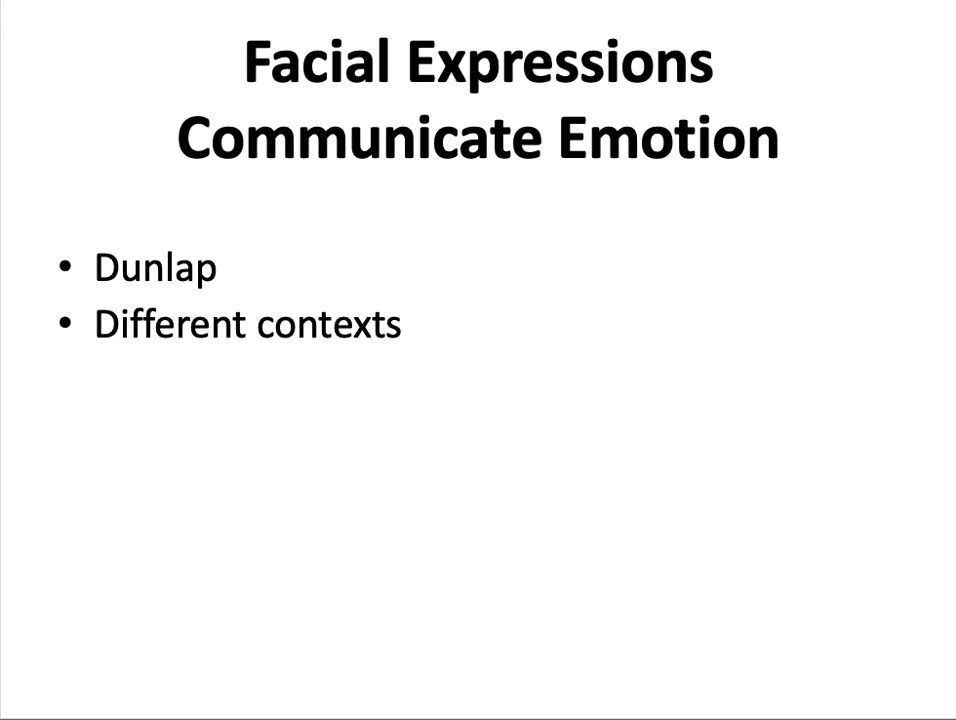 Facial Expressions
Communicate Emotion
• Dunlap
• Different contexts